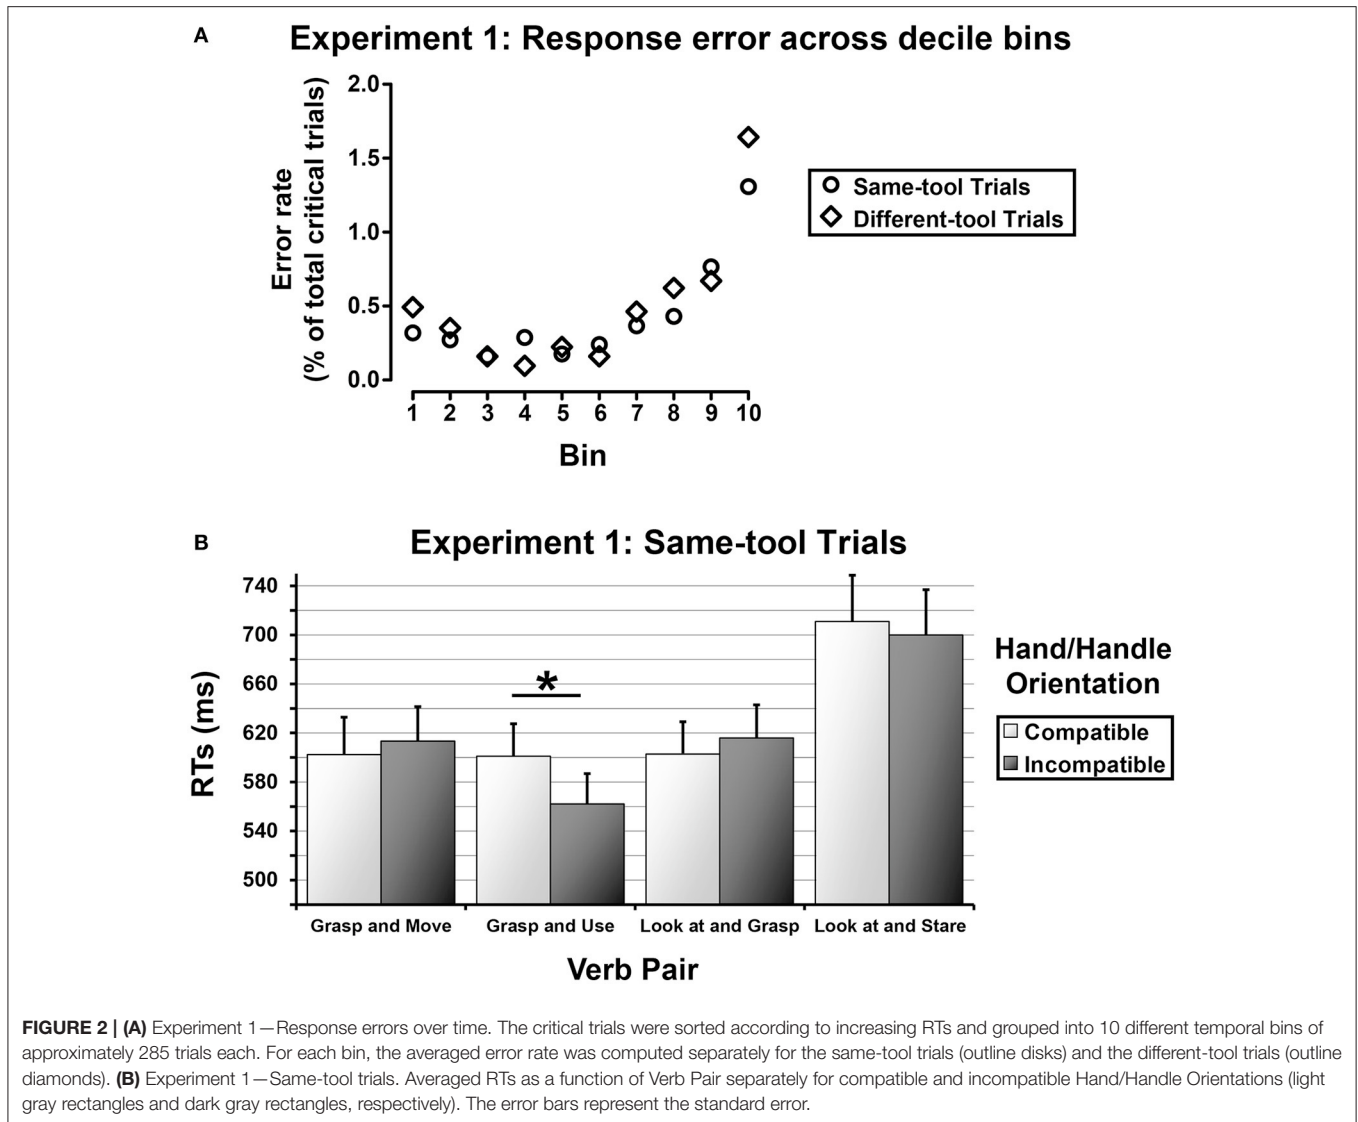 A
Experiment 1: Response error across decile bins
Error rate
(% of total critical trials)
2.0
1.5
1.0
0.5
0.0
1 2 3 4 5 6 7 8 9 10
Bin
Same-tool Trials
Different-tool Trials
B
Experiment 1: Same-tool Trials
RTs (ms)
740
700
660
620
580
540
500
*
Grasp and Move Grasp and Use Look at and Grasp Look at and Stare
Verb Pair
Hand/Handle
Orientation
Compatible
Incompatible
FIGURE 2 | (A) Experiment 1—Response errors over time. The critical trials were sorted according to increasing RTs and grouped into 10 different temporal bins of
approximately 285 trials each. For each bin, the averaged error rate was computed separately for the same-tool trials (outline disks) and the different-tool trials (outline
diamonds). (B) Experiment 1—Same-tool trials. Averaged RTs as a function of Verb Pair separately for compatible and incompatible Hand/Handle Orientations (light
gray rectangles and dark gray rectangles, respectively). The error bars represent the standard error.